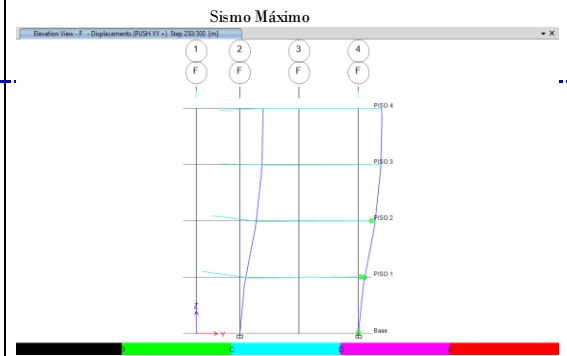 Sismo Máximo
Elevation View - F - Displacements (PUSH YY +) Step 250/300 [m]
1 2 3 4
F F F F
PISO 4
PISO 3
PISO 2
PISO 1
Z
Y
Base
B C D E